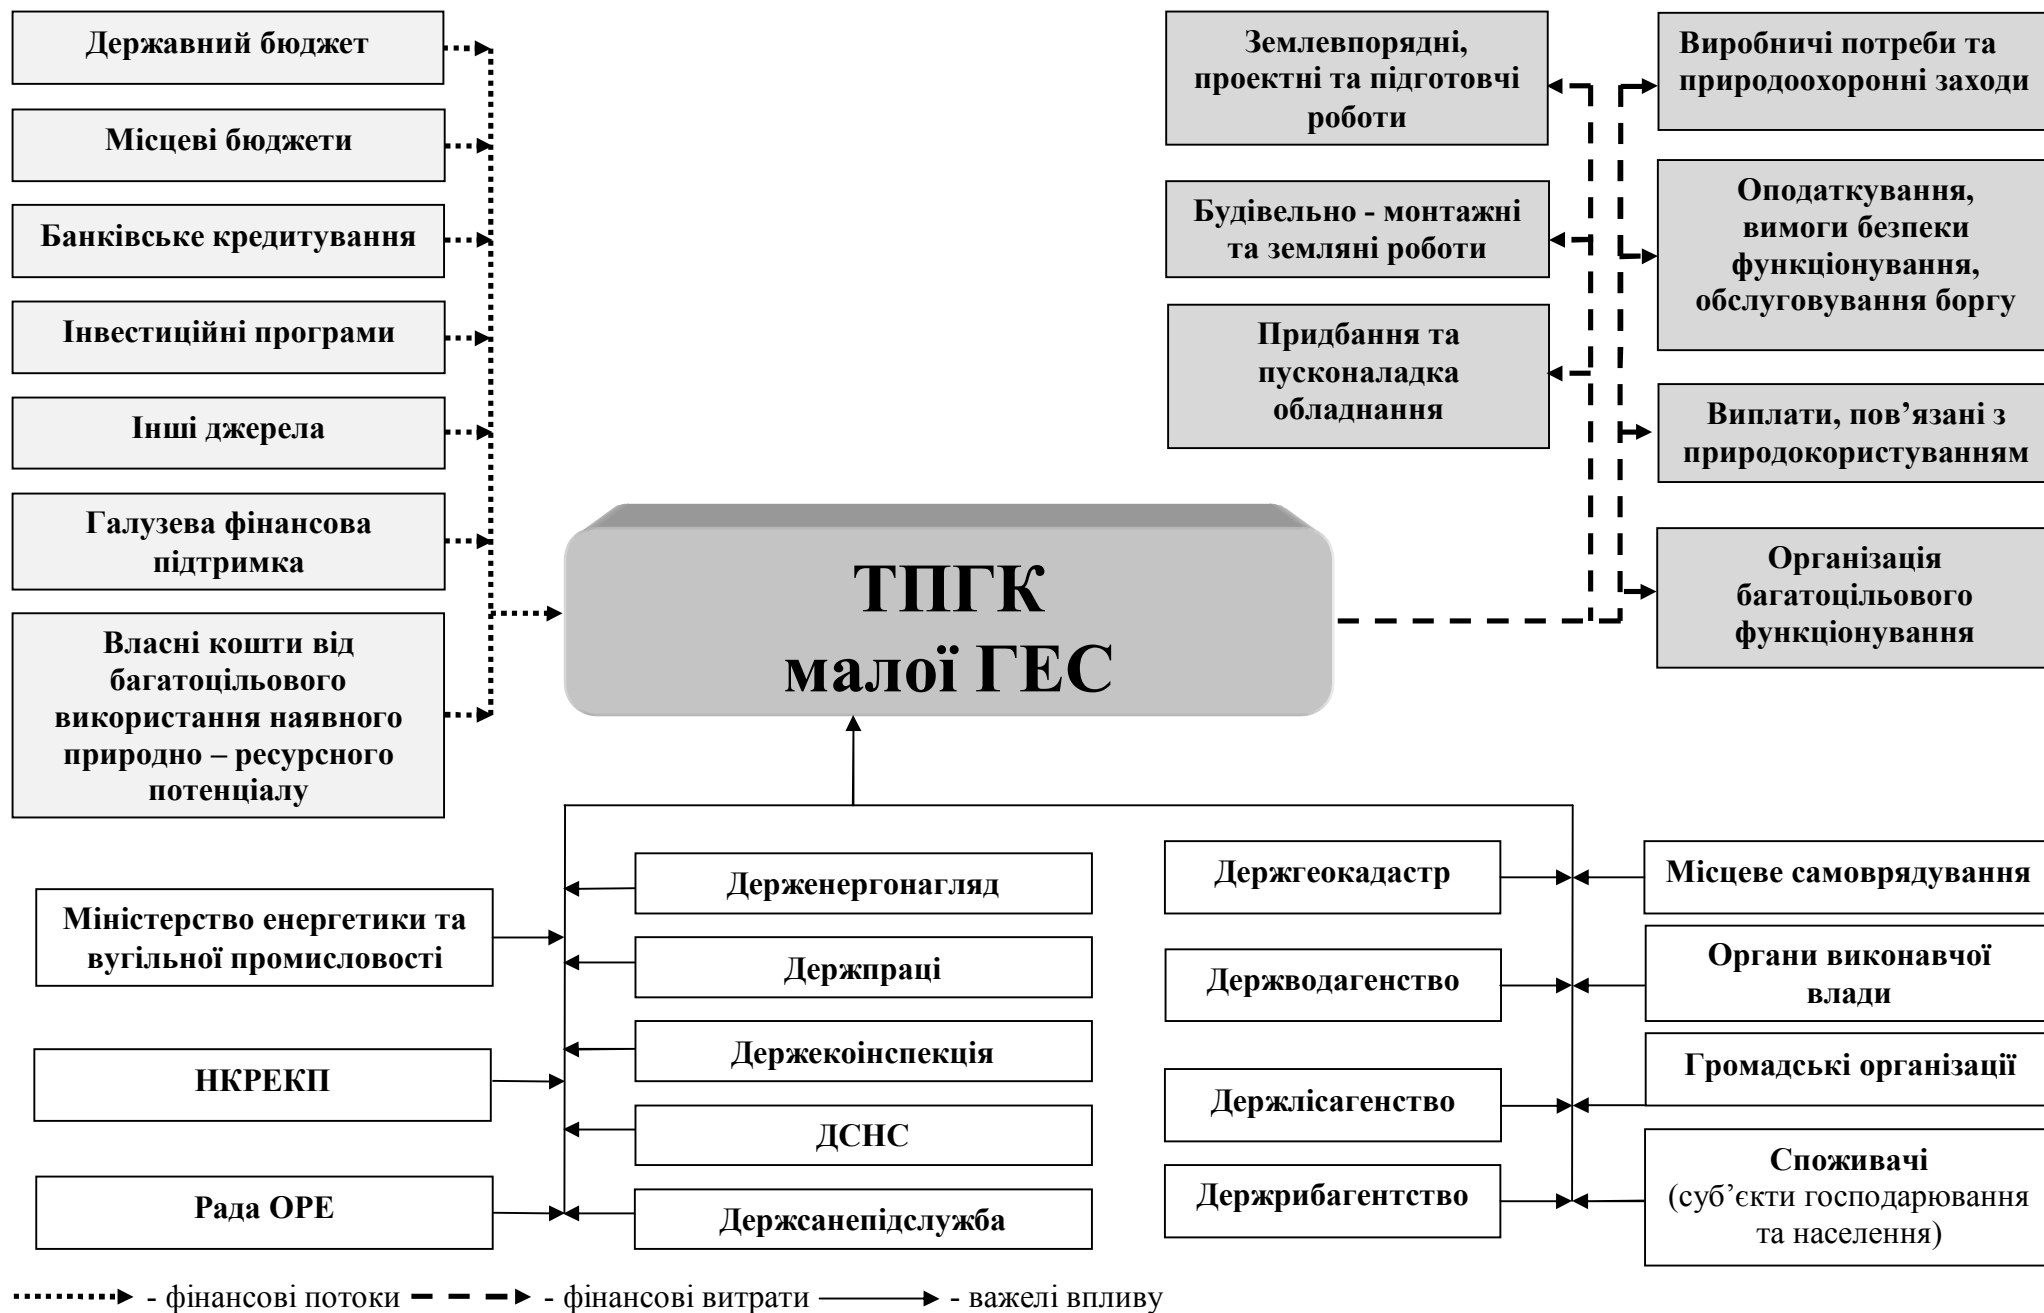 Державний бюджет
Місцеві бюджети
Банківське кредитування
Інвестиційні програми
Інші джерела
Галузева фінансова
підтримка
Власні кошти від
багатоцільового
використання наявного
природно – ресурсного
потенціалу
Землевпорядні,
проектні та підготовчі
роботи
Будівельно - монтажні
та земляні роботи
Придбання та
пусконаладка
обладнання
Виробничі потреби та
природоохоронні заходи
Оподаткування,
вимоги безпеки
функціонування,
обслуговування боргу
Виплати, пов’язані з
природокористуванням
Організація
багатоцільового
функціонування
ТПГК
малої ГЕС
Міністерство енергетики та
вугільної промисловості
НКРЕКП
Рада ОРЕ
Держенергонагляд
Держпраці
Держекоінспекція
ДСНС
Держсанепідслужба
Держгеокадастр
Держводагенство
Держлісагенство
Держрибагентство
Місцеве самоврядування
Органи виконавчої
влади
Громадські організації
Споживачі
(суб’єкти господарювання
та населення)
- фінансові потоки - фінансові витрати - важелі впливу